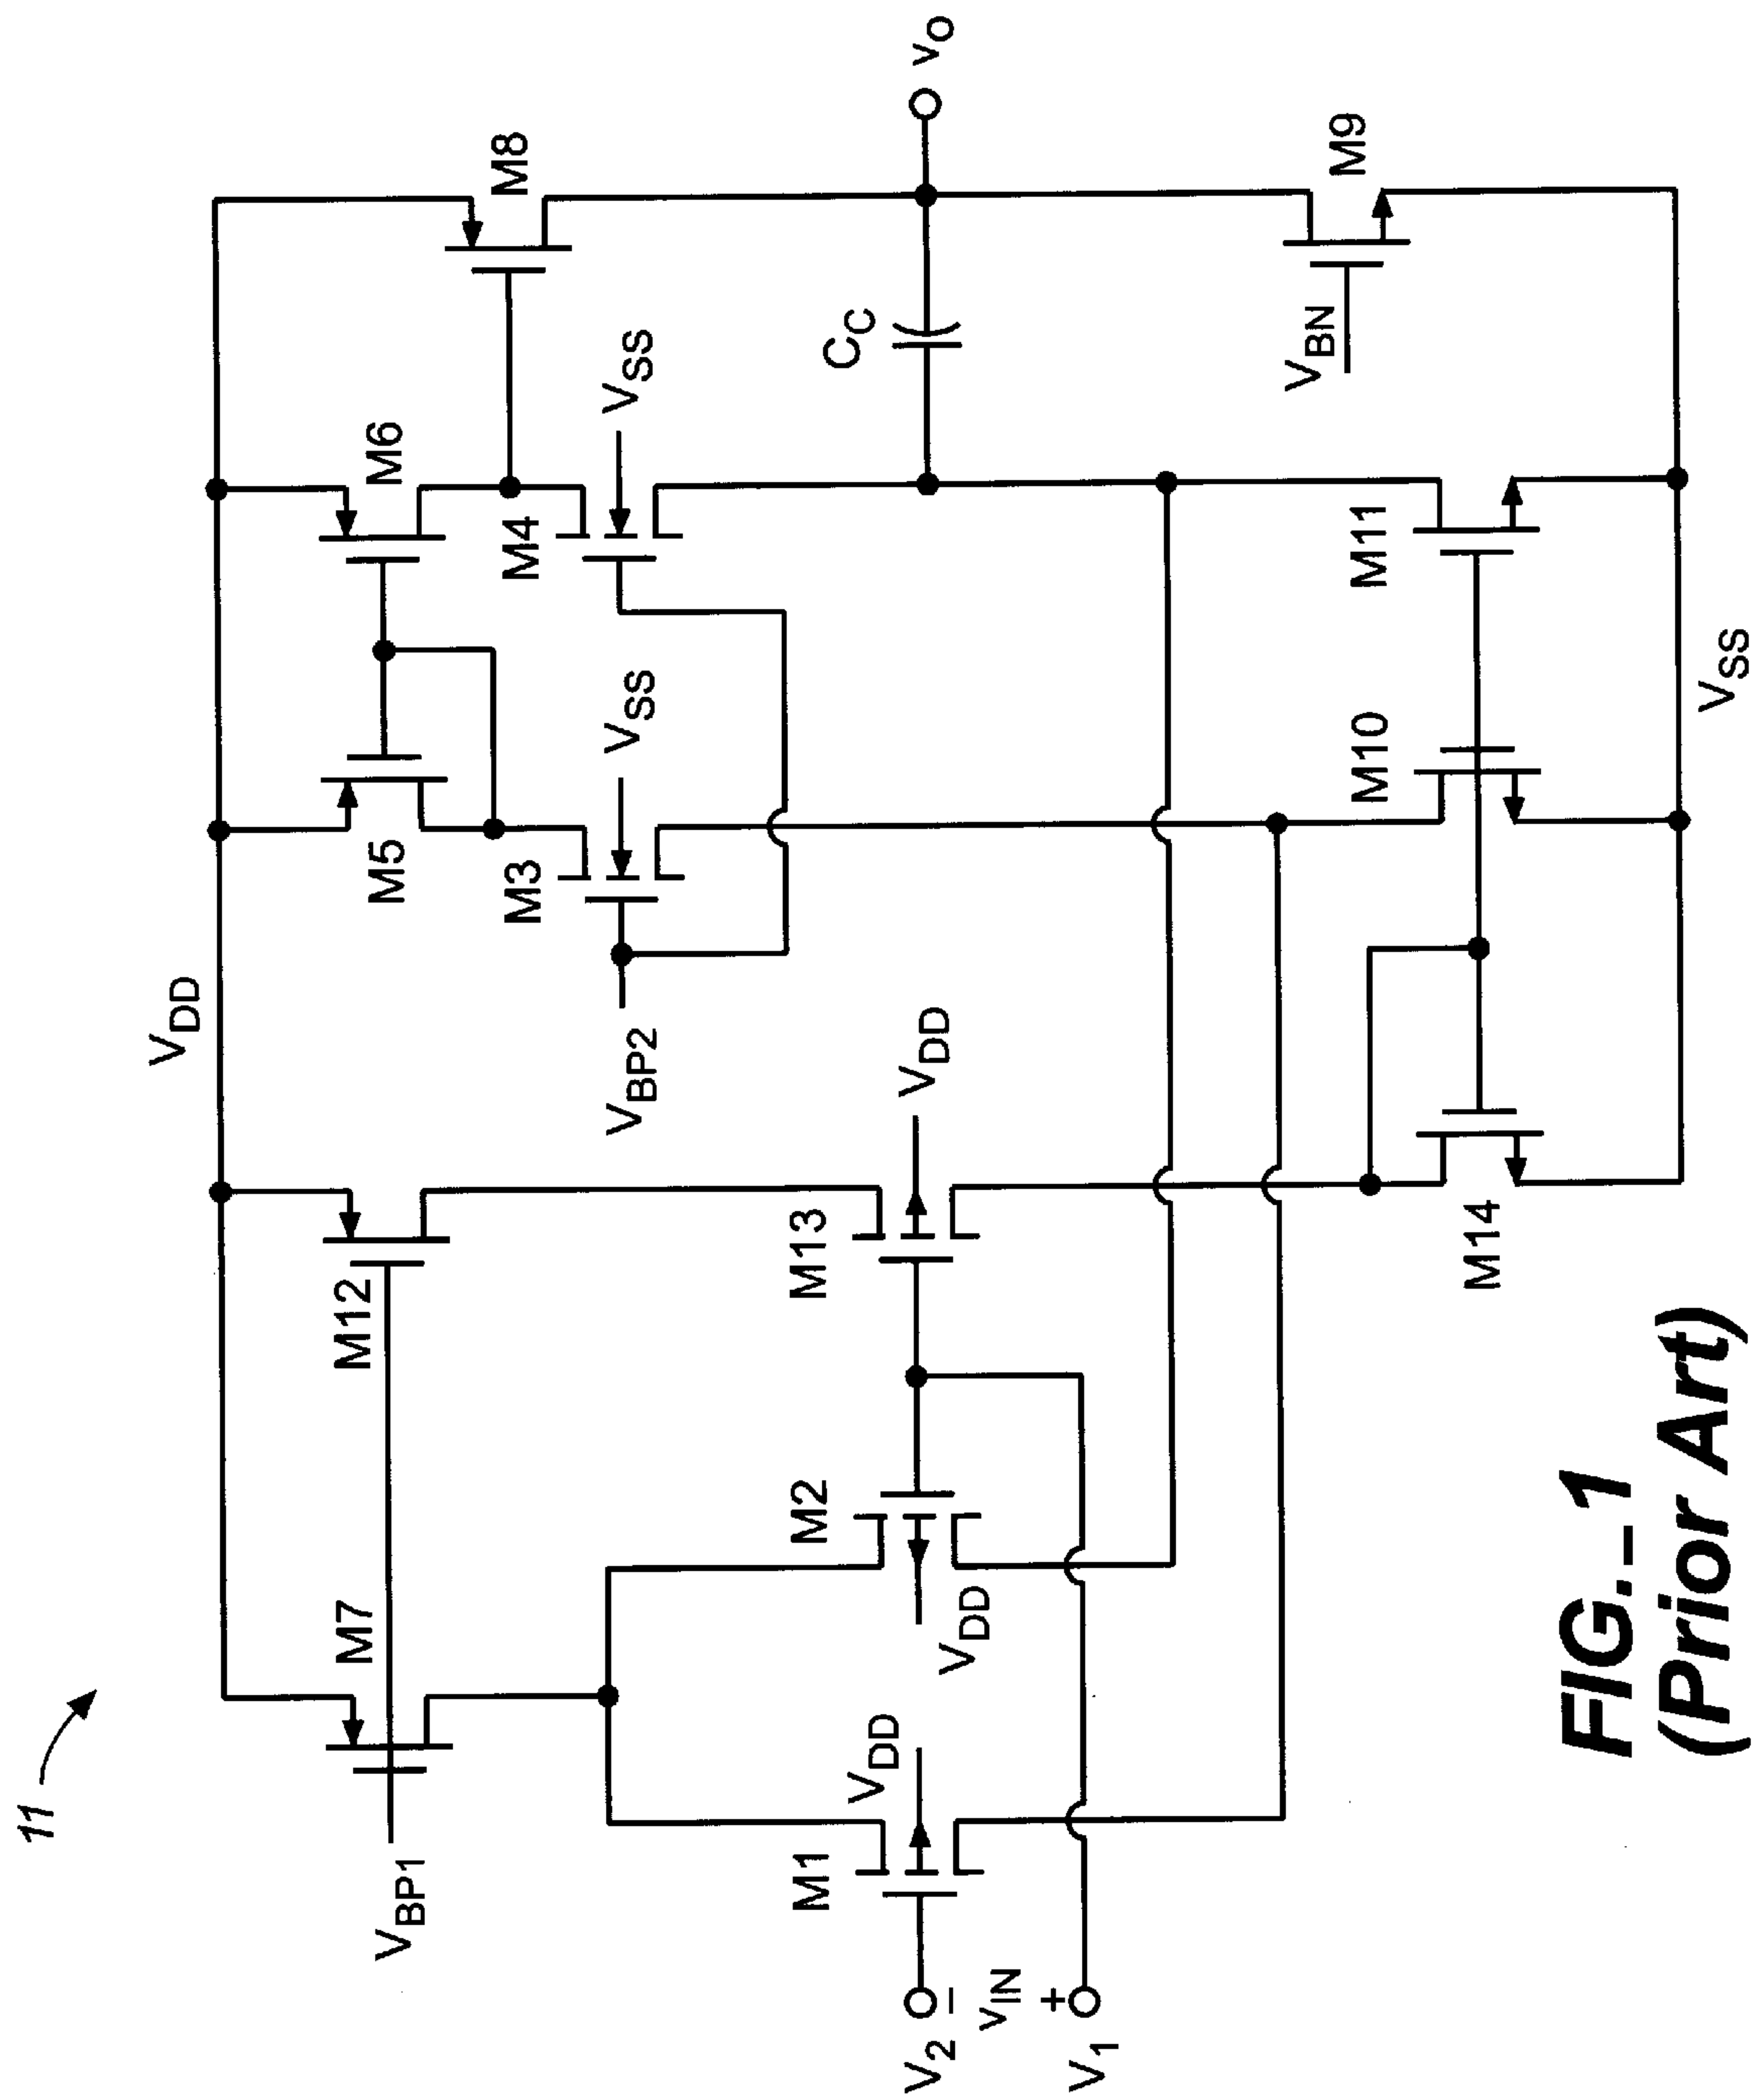 11
V_DD
V_BP1
M7
M12
M5
M6
M8
M3
M4
V_SS
V_SS
V_BP2
M1
V_DD
M2
V_DD
M13
V_DD
C_C
v_O
V_2
–
v_IN
+
V_1
M14
M10
M11
V_BN
M9
V_SS
FIG.–1
(Prior Art)